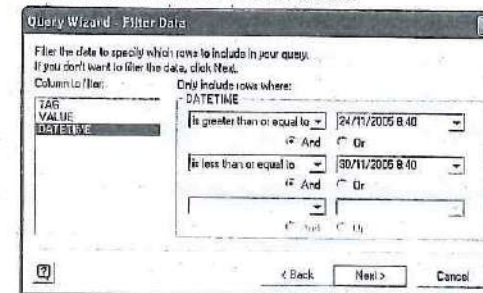 Query Wizard - Filter Data
Filter the data to specify which rows to include in your query.
If you don't want to filter the data, click Next.
Column to filter:
Only include rows where:
TAG
VALUE
DATETIME
DATETIME
is greater than or equal to
24/11/2005 8:40
And
Or
is less than or equal to
30/11/2005 8:40
And
Or
And
Or
?
< Back
Next >
Cancel